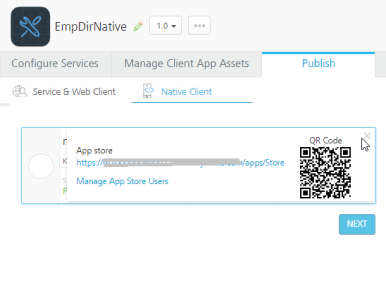 EmpDirNative
1.0
Configure Services Manage Client App Assets Publish
Service & Web Client Native Client
QR Code
App store
https:// /apps/Store
Manage App Store Users
NEXT